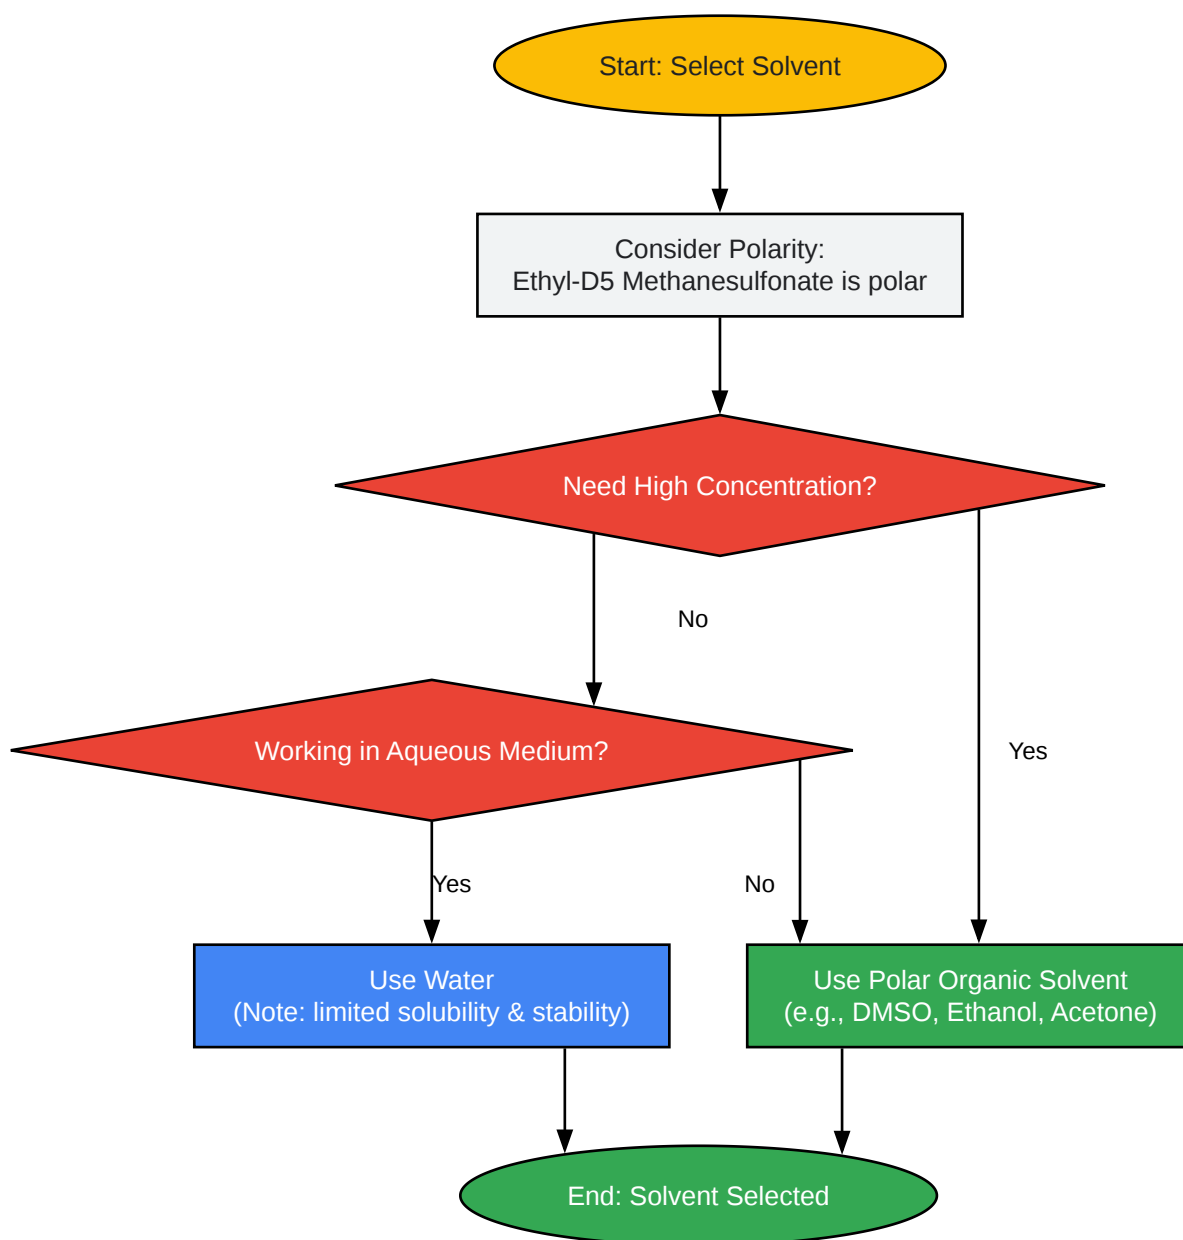 Start: Select Solvent
Consider Polarity:
Ethyl-D5 Methanesulfonate is polar
Need High Concentration?
No
Working in Aqueous Medium?
Yes
Yes
No
Use Water
(Note: limited solubility & stability)
Use Polar Organic Solvent
(e.g., DMSO, Ethanol, Acetone)
End: Solvent Selected